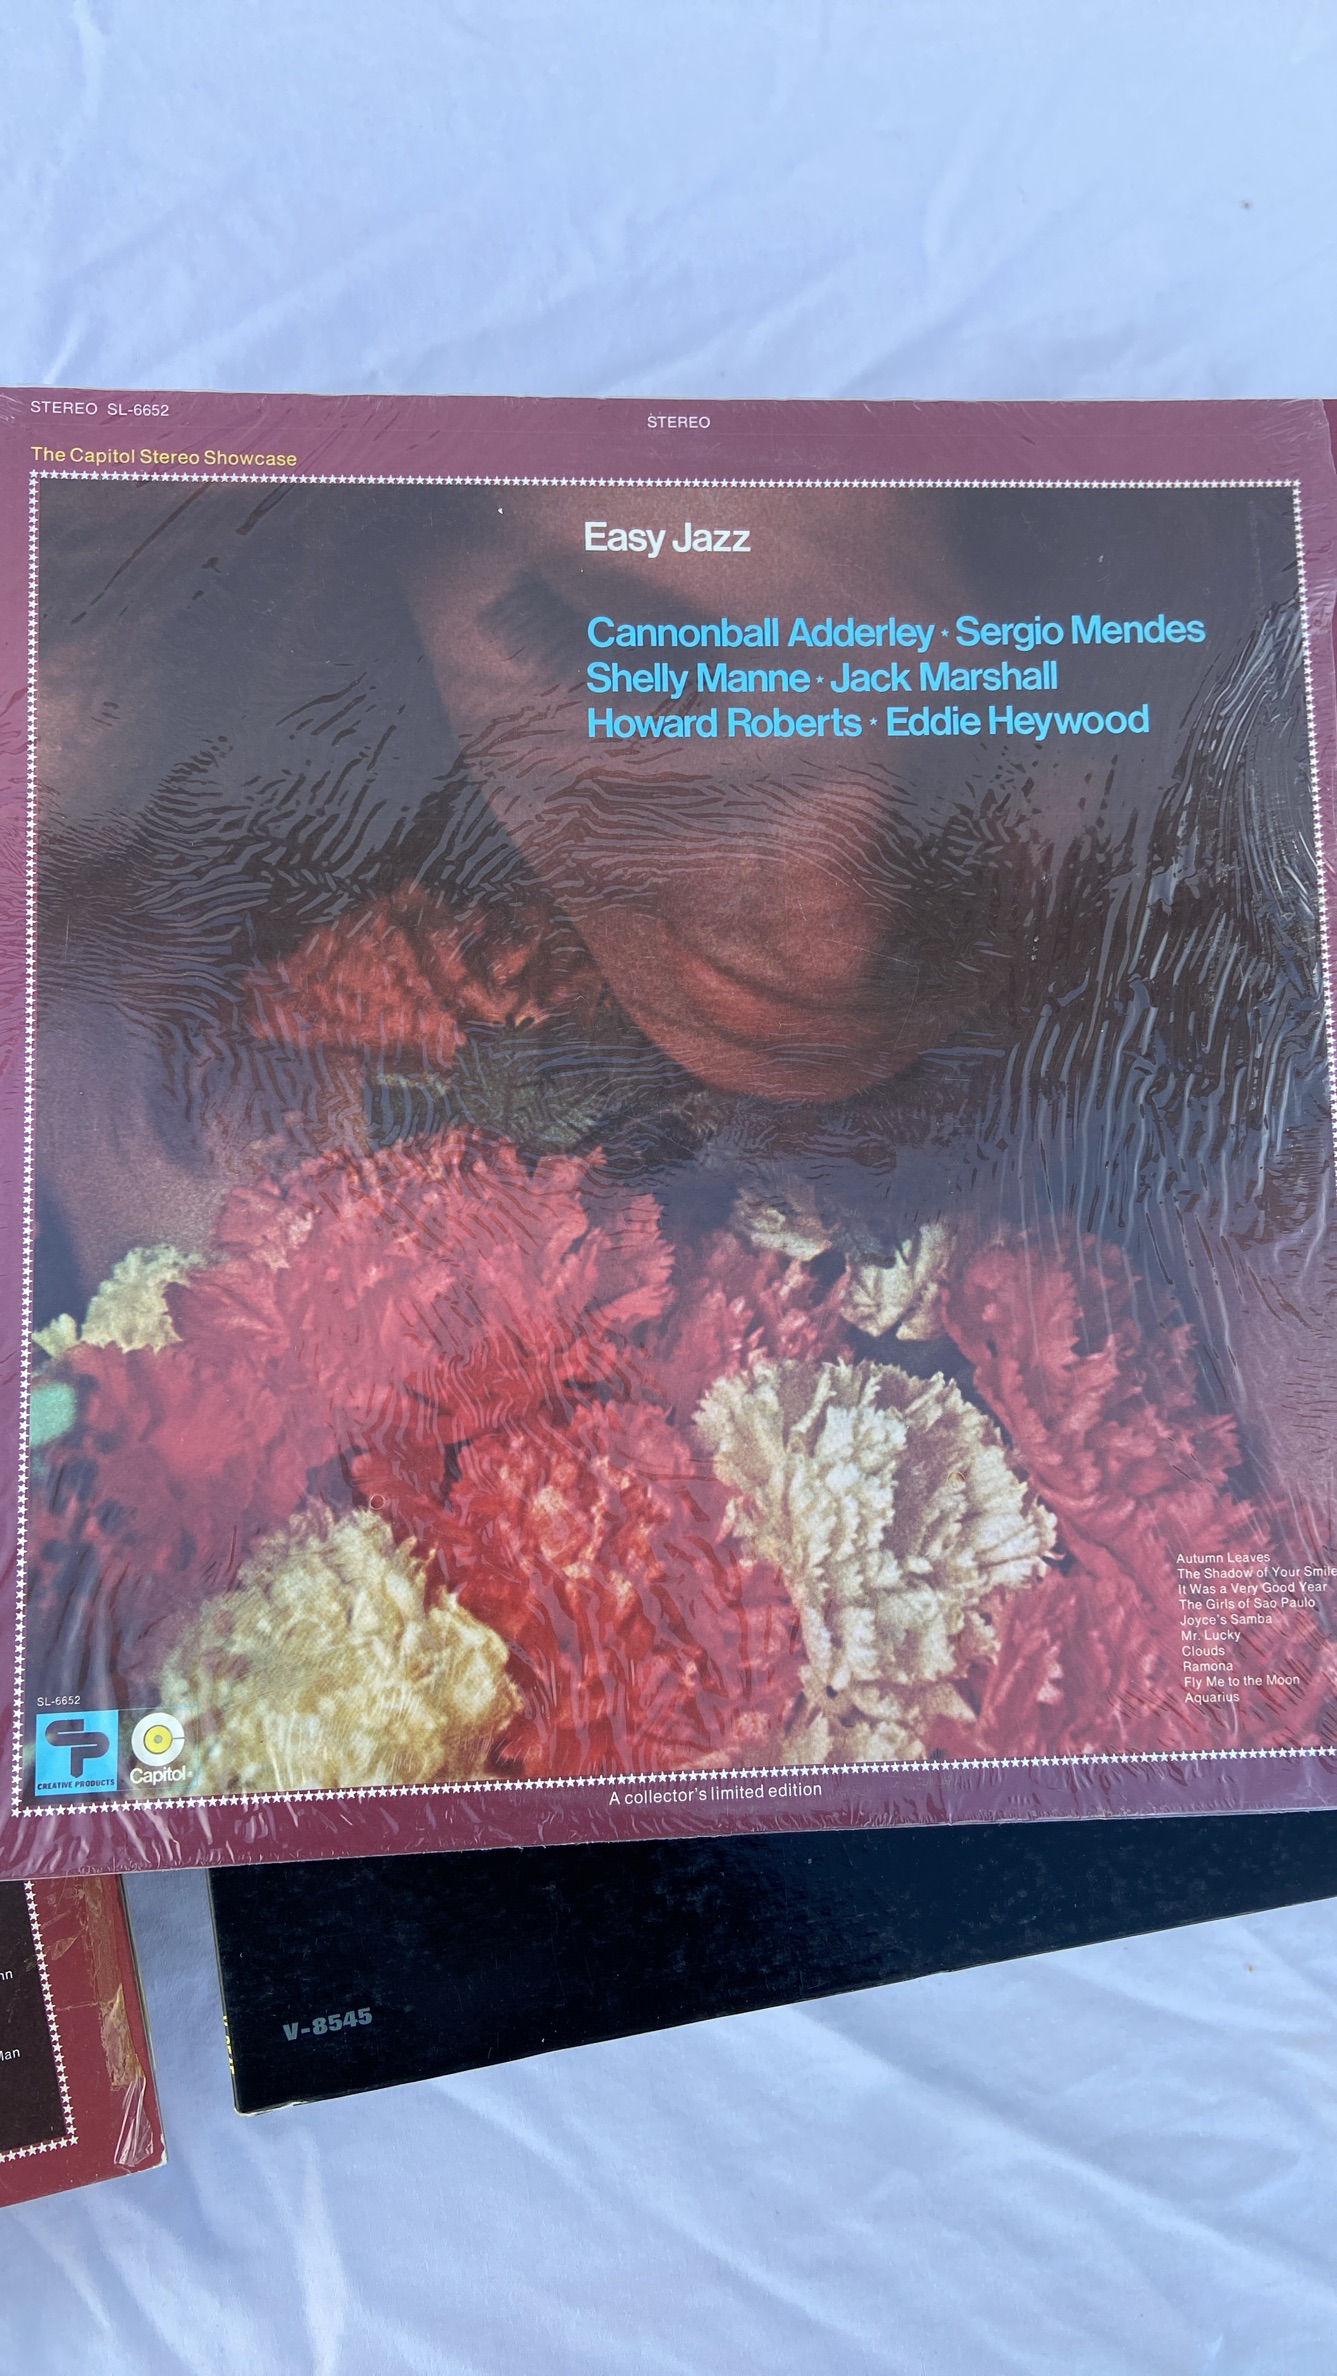 STEREO SL-6652
STEREO
The Capitol Stereo Showcase
Easy Jazz
Cannonball Adderley ★ Sergio Mendes
Shelly Manne ★ Jack Marshall
Howard Roberts ★ Eddie Heywood
Autumn Leaves
The Shadow of Your Smile
It Was a Very Good Year
The Girls of Sao Paulo
Joyce's Samba
Mr. Lucky
Clouds
Ramona
Fly Me to the Moon
Aquarius
SL-6652
CP
CREATIVE PRODUCTS
Capitol®
A collector's limited edition
V-8545